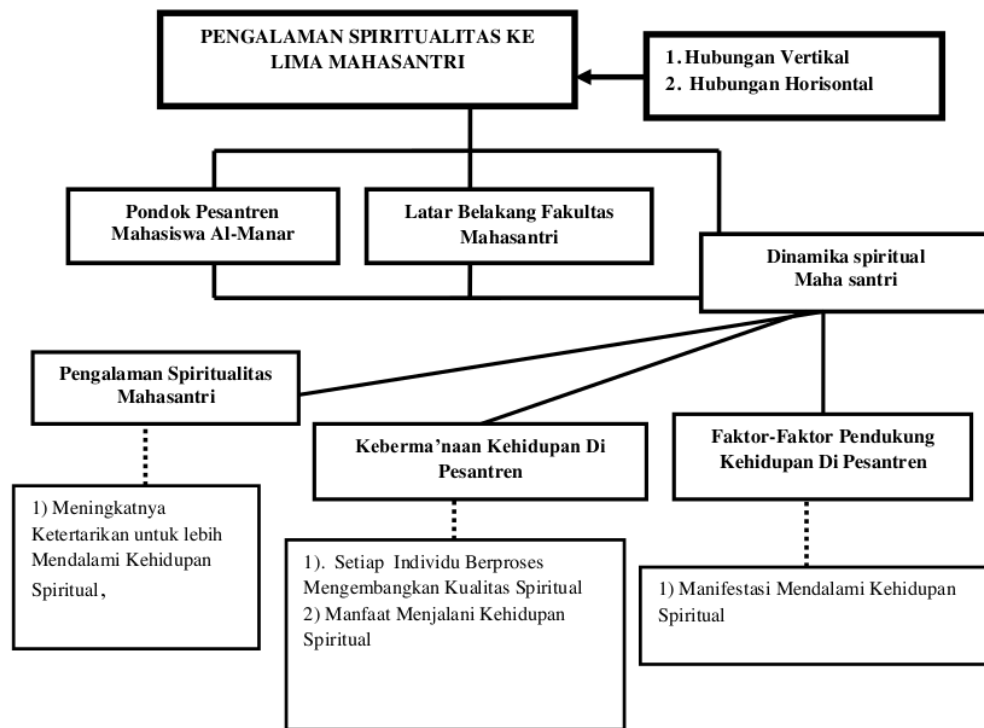 PENGALAMAN SPIRITUALITAS KE
LIMA MAHASANTRI
1. Hubungan Vertikal
2. Hubungan Horisontal
Pondok Pesantren
Mahasiswa Al-Manar
Latar Belakang Fakultas
Mahasantri
Dinamika spiritual
Maha santri
Pengalaman Spiritualitas
Mahasantri
Keberma’naan Kehidupan Di
Pesantren
Faktor-Faktor Pendukung
Kehidupan Di Pesantren
1) Meningkatnya
Ketertarikan untuk lebih
Mendalami Kehidupan
Spiritual,
1). Setiap Individu Berproses
Mengembangkan Kualitas Spiritual
2) Manfaat Menjalani Kehidupan
Spiritual
1) Manifestasi Mendalami Kehidupan
Spiritual